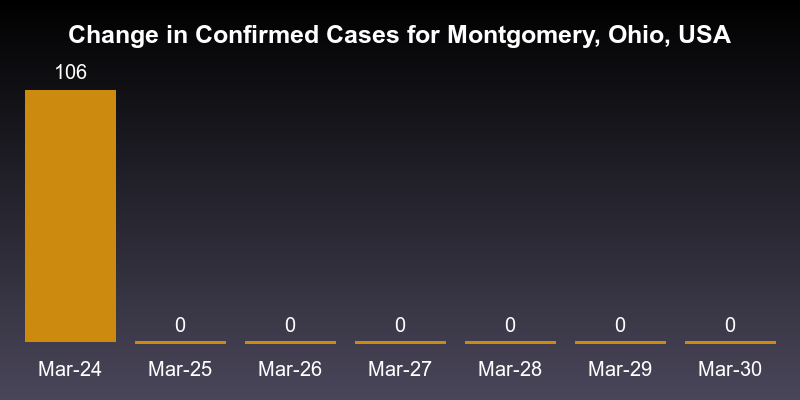 Change in Confirmed Cases for Montgomery, Ohio, USA
106
0 0 0 0 0 0
Mar-24 Mar-25 Mar-26 Mar-27 Mar-28 Mar-29 Mar-30